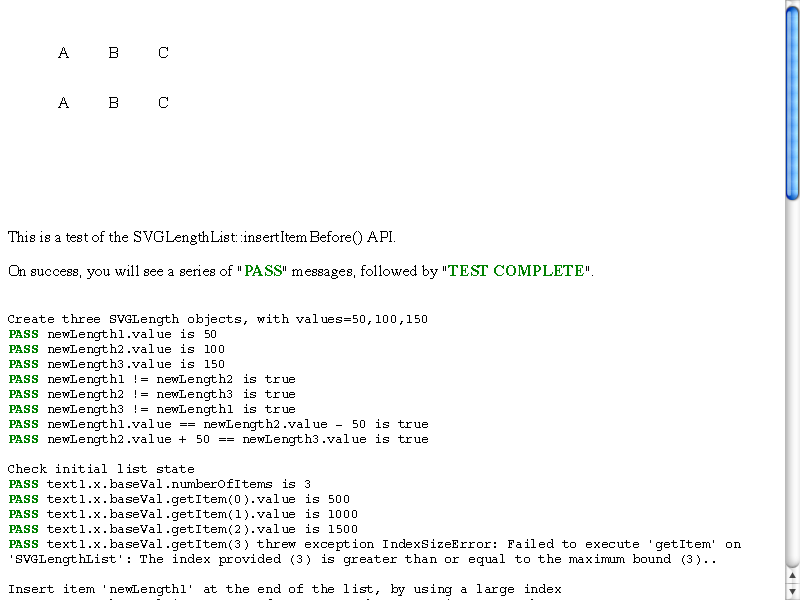 A B C
A B C
This is a test of the SVGLengthList::insertItemBefore() API.
On success, you will see a series of "PASS" messages, followed by "TEST COMPLETE".
Create three SVGLength objects, with values=50,100,150
PASS newLength1.value is 50
PASS newLength2.value is 100
PASS newLength3.value is 150
PASS newLength1 != newLength2 is true
PASS newLength2 != newLength3 is true
PASS newLength3 != newLength1 is true
PASS newLength1.value == newLength2.value - 50 is true
PASS newLength2.value + 50 == newLength3.value is true
Check initial list state
PASS text1.x.baseVal.numberOfItems is 3
PASS text1.x.baseVal.getItem(0).value is 500
PASS text1.x.baseVal.getItem(1).value is 1000
PASS text1.x.baseVal.getItem(2).value is 1500
PASS text1.x.baseVal.getItem(3) threw exception IndexSizeError: Failed to execute 'getItem' on
'SVGLengthList': The index provided (3) is greater than or equal to the maximum bound (3)..
Insert item 'newLength1' at the end of the list, by using a large index